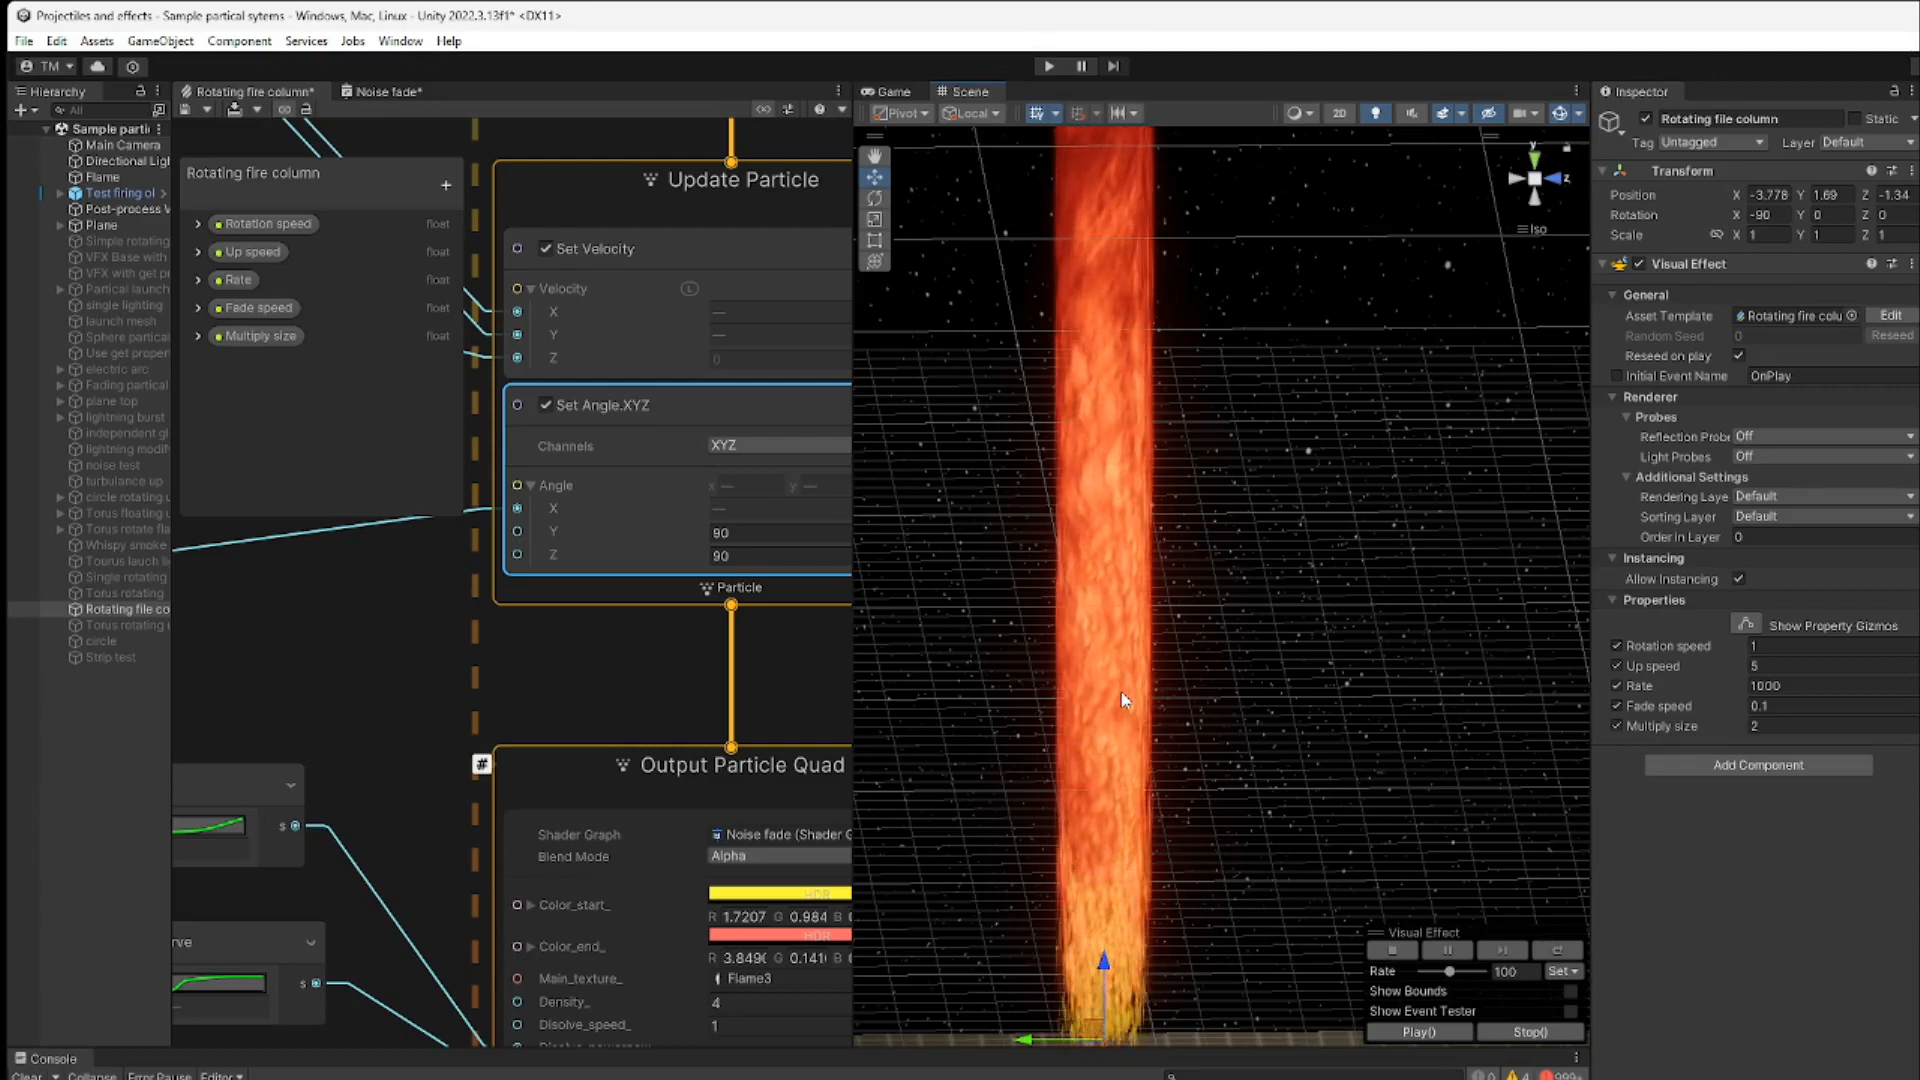 Projectiles and effects - Sample partical sytems - Windows, Mac, Linux - Unity 2022.3.13f1* <DX11>
File Edit Assets GameObject Component Services Jobs Window Help
TM
Hierarchy
All
Sample parti
Main Camera
Directional Ligh
Flame
Test firing ol
Post-process V
Plane
Simple rotating
VFX Base with
VFX with get pr
Partical launch
single lighting
launch mesh
Sphere partical
Use get proper
electric arc
Fading partical
plane top
lightning burst
independent gl
lightning modif
noise test
turbulance up
circle rotating u
Torus floating u
Torus rotate fla
Whispy smoke
Tourus lauch li
Single rotating
Torus rotating
Rotating file co
Torus rotating u
circle
Strip test
Rotating fire column*
Noise fade*
Rotating fire column
+
Rotation speed float
Up speed float
Rate float
Fade speed float
Multiply size float
Update Particle
Set Velocity
Velocity L
X —
Y —
Z 0
Set Angle.XYZ
Channels XYZ
Angle x — y —
X —
Y 90
Z 90
Particle
#
Output Particle Quad
Shader Graph Noise fade (Shader G
Blend Mode Alpha
HDR
Color_start_
R 1.7207 G 0.984 B
HDR
Color_end_
R 3.849 G 0.141 B
Main_texture_ Flame3
Density_ 4
Disolve_speed_ 1
s
rve
s
Game Scene
Pivot Local 2D
y
z
Iso
Visual Effect
Rate 100 Set
Show Bounds
Show Event Tester
Play() Stop()
Inspector
Rotating file column Static
Tag Untagged Layer Default
Transform
Position X -3.778 Y 1.69 Z -1.34
Rotation X -90 Y 0 Z 0
Scale X 1 Y 1 Z 1
Visual Effect
General
Asset Template Rotating fire colu Edit
Random Seed 0 Reseed
Reseed on play
Initial Event Name OnPlay
Renderer
Probes
Reflection Probe Off
Light Probes Off
Additional Settings
Rendering Laye Default
Sorting Layer Default
Order in Layer 0
Instancing
Allow Instancing
Properties
Show Property Gizmos
Rotation speed 1
Up speed 5
Rate 1000
Fade speed 0.1
Multiply size 2
Add Component
Console
Clear Collapse Error Pause Editor
0 4 999+